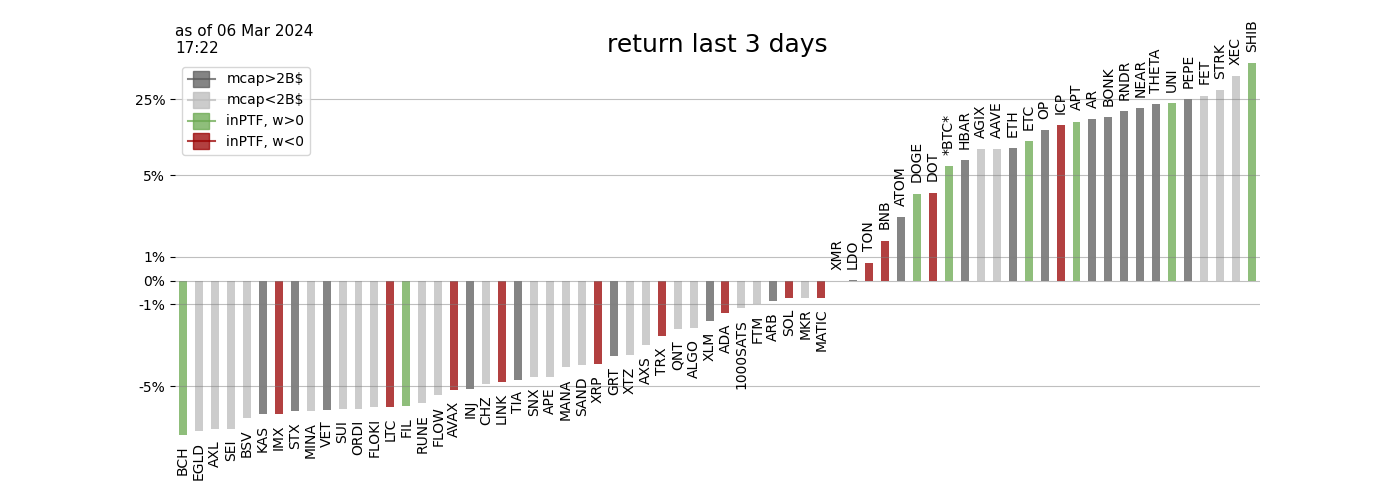 as of 06 Mar 2024
17:22
return last 3 days
mcap>2B$
mcap<2B$
inPTF, w>0
inPTF, w<0
25%
5%
1%
0%
-1%
-5%
BCH
EGLD
AXL
SEI
BSV
KAS
IMX
STX
MINA
VET
SUI
ORDI
FLOKI
LTC
FIL
RUNE
FLOW
AVAX
INJ
CHZ
LINK
TIA
SNX
APE
MANA
SAND
XRP
GRT
XTZ
AXS
TRX
QNT
ALGO
XLM
ADA
1000SATS
FTM
ARB
SOL
MKR
MATIC
XMR
LDO
TON
BNB
ATOM
DOGE
DOT
*BTC*
HBAR
AGIX
AAVE
ETH
ETC
OP
ICP
APT
AR
BONK
RNDR
NEAR
THETA
UNI
PEPE
FET
STRK
XEC
SHIB